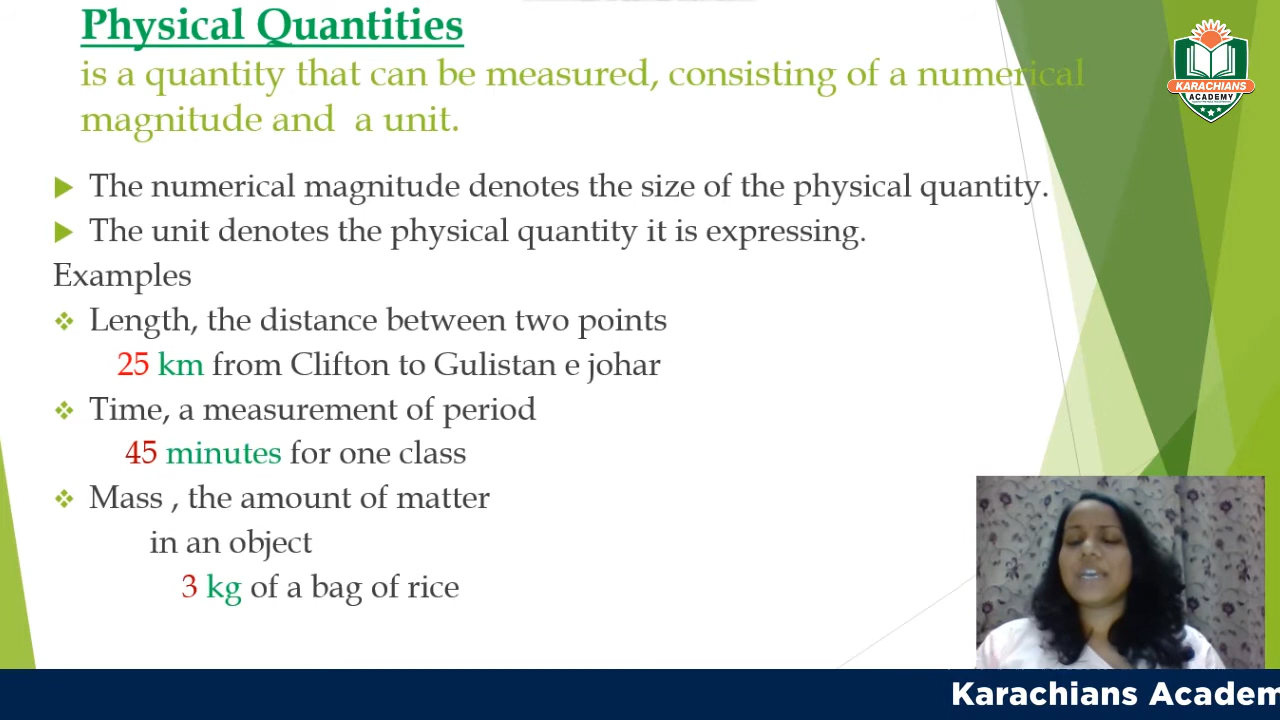 Physical Quantities
is a quantity that can be measured, consisting of a numerical
magnitude and a unit.
The numerical magnitude denotes the size of the physical quantity.
The unit denotes the physical quantity it is expressing.
Examples
Length, the distance between two points
25 km from Clifton to Gulistan e johar
Time, a measurement of period
45 minutes for one class
Mass , the amount of matter
in an object
3 kg of a bag of rice
KARACHIANS
ACADEMY
Karachians Academ